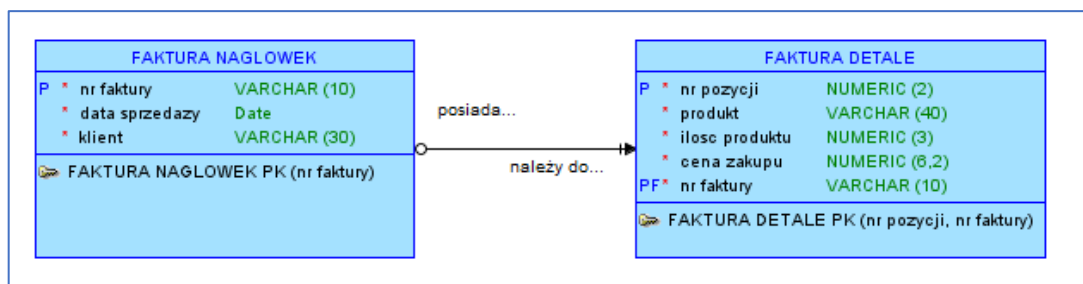 FAKTURA NAGLOWEK
P * nr faktury VARCHAR (10)
* data sprzedazy Date
* klient VARCHAR (30)
FAKTURA NAGLOWEK PK (nr faktury)
posiada...
należy do...
FAKTURA DETALE
P * nr pozycji NUMERIC (2)
* produkt VARCHAR (40)
* ilosc produktu NUMERIC (3)
* cena zakupu NUMERIC (6,2)
PF* nr faktury VARCHAR (10)
FAKTURA DETALE PK (nr pozycji, nr faktury)